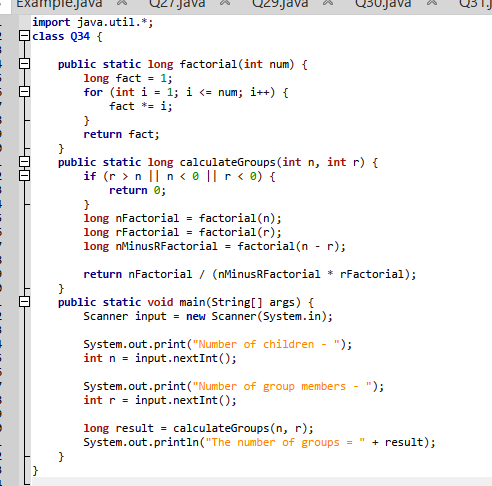 Example.java Q27.java Q29.java Q30.java Q31.j
import java.util.*;
class Q34 {
public static long factorial(int num) {
long fact = 1;
for (int i = 1; i <= num; i++) {
fact *= i;
}
return fact;
}
public static long calculateGroups(int n, int r) {
if (r > n || n < 0 || r < 0) {
return 0;
}
long nFactorial = factorial(n);
long rFactorial = factorial(r);
long nMinusRFactorial = factorial(n - r);
return nFactorial / (nMinusRFactorial * rFactorial);
}
public static void main(String[] args) {
Scanner input = new Scanner(System.in);
System.out.print("Number of children - ");
int n = input.nextInt();
System.out.print("Number of group members - ");
int r = input.nextInt();
long result = calculateGroups(n, r);
System.out.println("The number of groups = " + result);
}
}